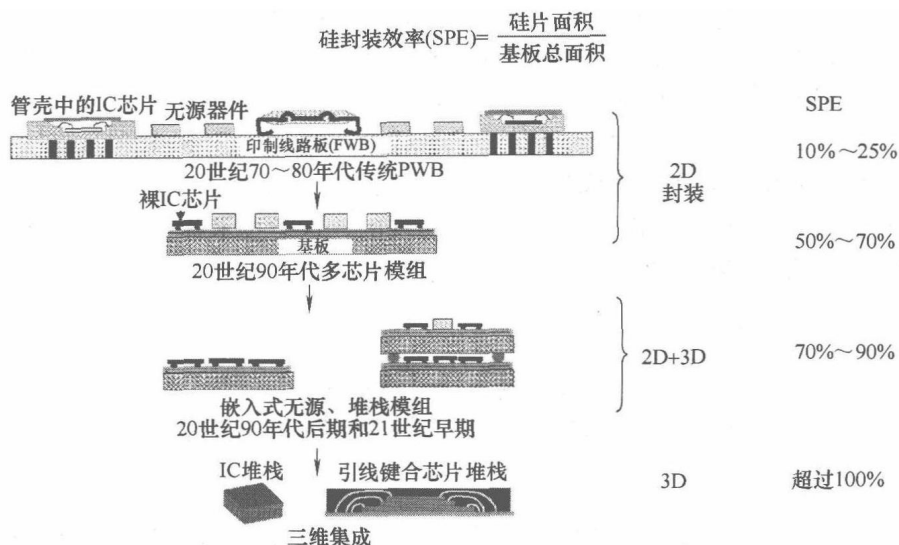 硅封装效率(SPE)=硅片面积/基板总面积
管壳中的IC芯片
无源器件
SPE
印制线路板(FWB)
10%～25%
20世纪70～80年代传统PWB
2D
封装
裸IC芯片
基板
50%～70%
20世纪90年代多芯片模组
2D+3D
70%～90%
嵌入式无源、堆栈模组
20世纪90年代后期和21世纪早期
IC堆栈
引线键合芯片堆栈
3D
超过100%
三维集成